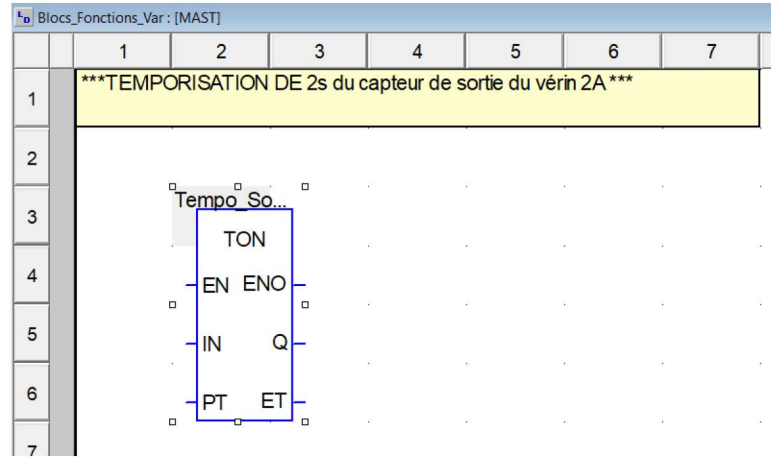 LD Blocs_Fonctions_Var : [MAST]
1 2 3 4 5 6 7
1 ***TEMPORISATION DE 2s du capteur de sortie du vérin 2A ***
2
3 Tempo_So...
TON
4 EN ENO
5 IN Q
6 PT ET
7